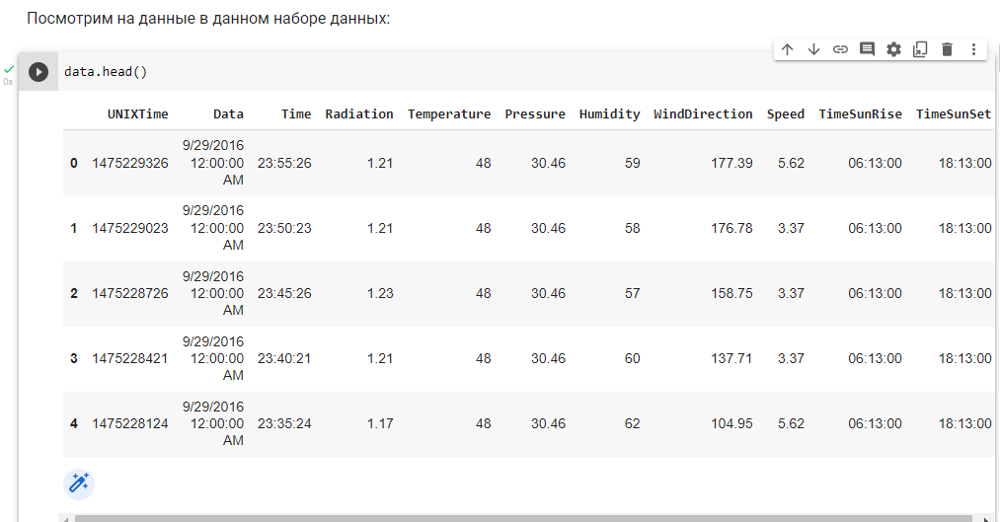 Посмотрим на данные в данном наборе данных:
data.head()
0s
UNIXTime Data Time Radiation Temperature Pressure Humidity WindDirection Speed TimeSunRise TimeSunSet
0 1475229326 9/29/2016 12:00:00 AM 23:55:26 1.21 48 30.46 59 177.39 5.62 06:13:00 18:13:00
1 1475229023 9/29/2016 12:00:00 AM 23:50:23 1.21 48 30.46 58 176.78 3.37 06:13:00 18:13:00
2 1475228726 9/29/2016 12:00:00 AM 23:45:26 1.23 48 30.46 57 158.75 3.37 06:13:00 18:13:00
3 1475228421 9/29/2016 12:00:00 AM 23:40:21 1.21 48 30.46 60 137.71 3.37 06:13:00 18:13:00
4 1475228124 9/29/2016 12:00:00 AM 23:35:24 1.17 48 30.46 62 104.95 5.62 06:13:00 18:13:00